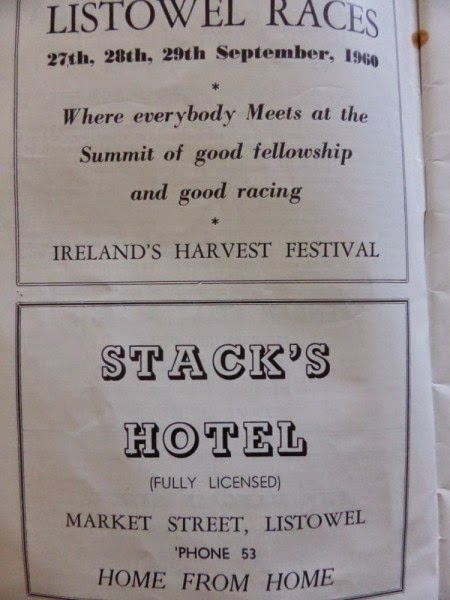 LISTOWEL RACES
27th, 28th, 29th September, 1960
*
Where everybody Meets at the
Summit of good fellowship
and good racing
*
IRELAND'S HARVEST FESTIVAL
STACK'S
HOTEL
(FULLY LICENSED)
MARKET STREET, LISTOWEL
'PHONE 53
HOME FROM HOME